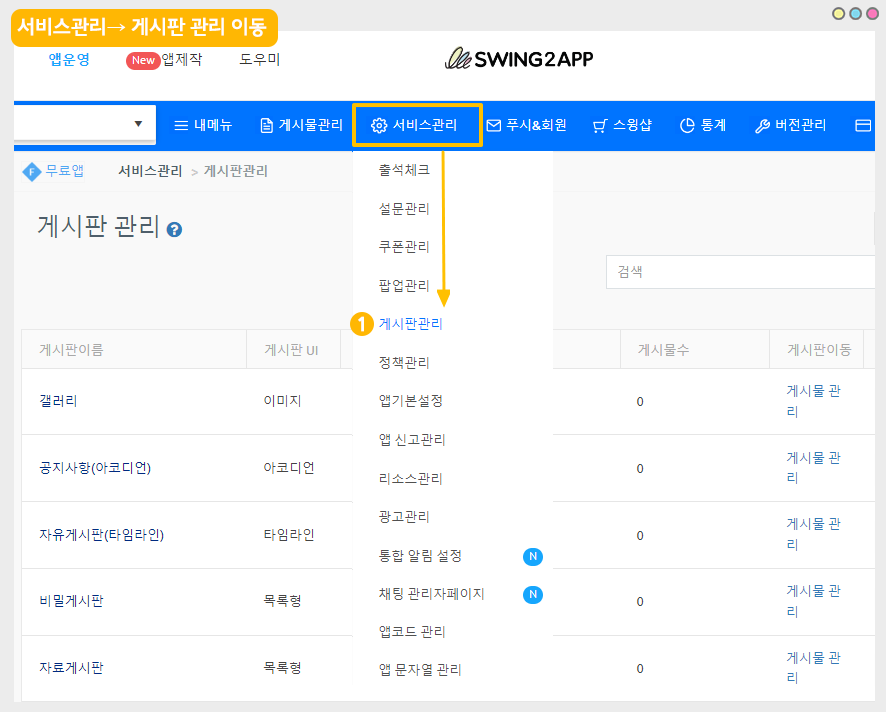 서비스관리→ 게시판 관리 이동
앱운영 New 앱제작 도우미 SWING2APP
내메뉴 게시물관리 서비스관리 푸시&회원 스윙샵 통계 버전관리
F 무료앱 서비스관리 > 게시판관리
게시판 관리 ?
검색
출석체크
설문관리
쿠폰관리
팝업관리
1 게시판관리
정책관리
앱기본설정
앱 신고관리
리소스관리
광고관리
통합 알림 설정 N
채팅 관리자페이지 N
앱코드 관리
앱 문자열 관리
게시판이름 게시판 UI 게시물수 게시판이동
갤러리 이미지 0 게시물 관
리
공지사항(아코디언) 아코디언 0 게시물 관
리
자유게시판(타임라인) 타임라인 0 게시물 관
리
비밀게시판 목록형 0 게시물 관
리
자료게시판 목록형 0 게시물 관
리